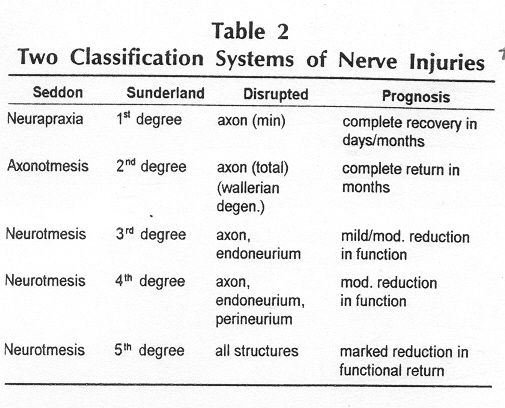 Table 2
Two Classification Systems of Nerve Injuries
Seddon Sunderland Disrupted Prognosis
Neurapraxia 1st degree axon (min) complete recovery in
days/months
Axonotmesis 2nd degree axon (total) complete return in
(wallerian months
degen.)
Neurotmesis 3rd degree axon, mild/mod. reduction
endoneurium in function
Neurotmesis 4th degree axon, mod. reduction
endoneurium, in function
perineurium
Neurotmesis 5th degree all structures marked reduction in
functional return